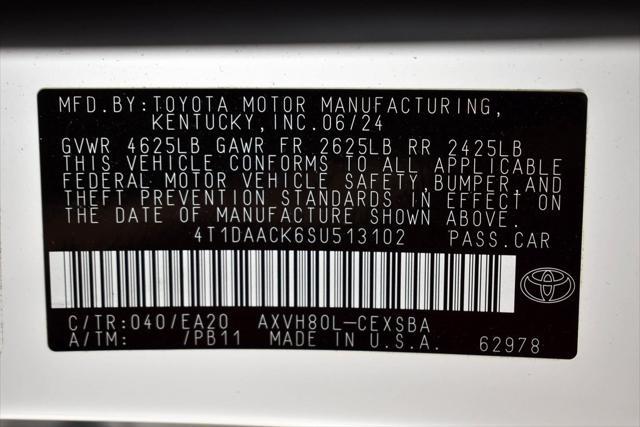 MFD.BY:TOYOTA MOTOR MANUFACTURING,
KENTUCKY,INC.06/24
GVWR 4625LB GAWR FR 2625LB RR 2425LB
THIS VEHICLE CONFORMS TO ALL APPLICABLE
FEDERAL MOTOR VEHICLE SAFETY,BUMPER,AND
THEFT PREVENTION STANDARDS IN EFFECT ON
THE DATE OF MANUFACTURE SHOWN ABOVE.
4T1DAACK6SU513102 PASS.CAR
C/TR:040/EA20 AXVH80L-CEXSBA
A/TM: /PB11 MADE IN U.S.A. 62978